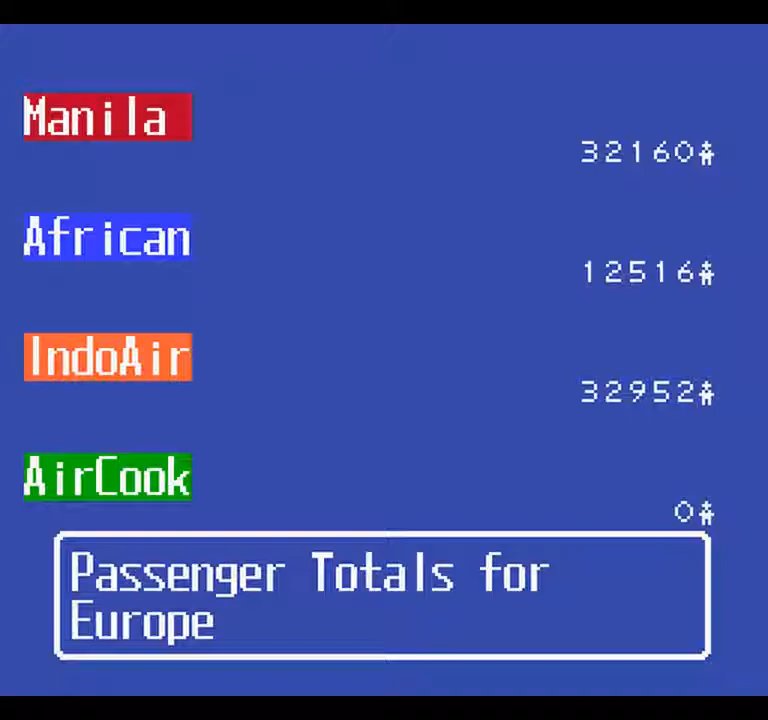 Manila
32160
African
12516
IndoAir
32952
AirCook
0
Passenger Totals for
Europe